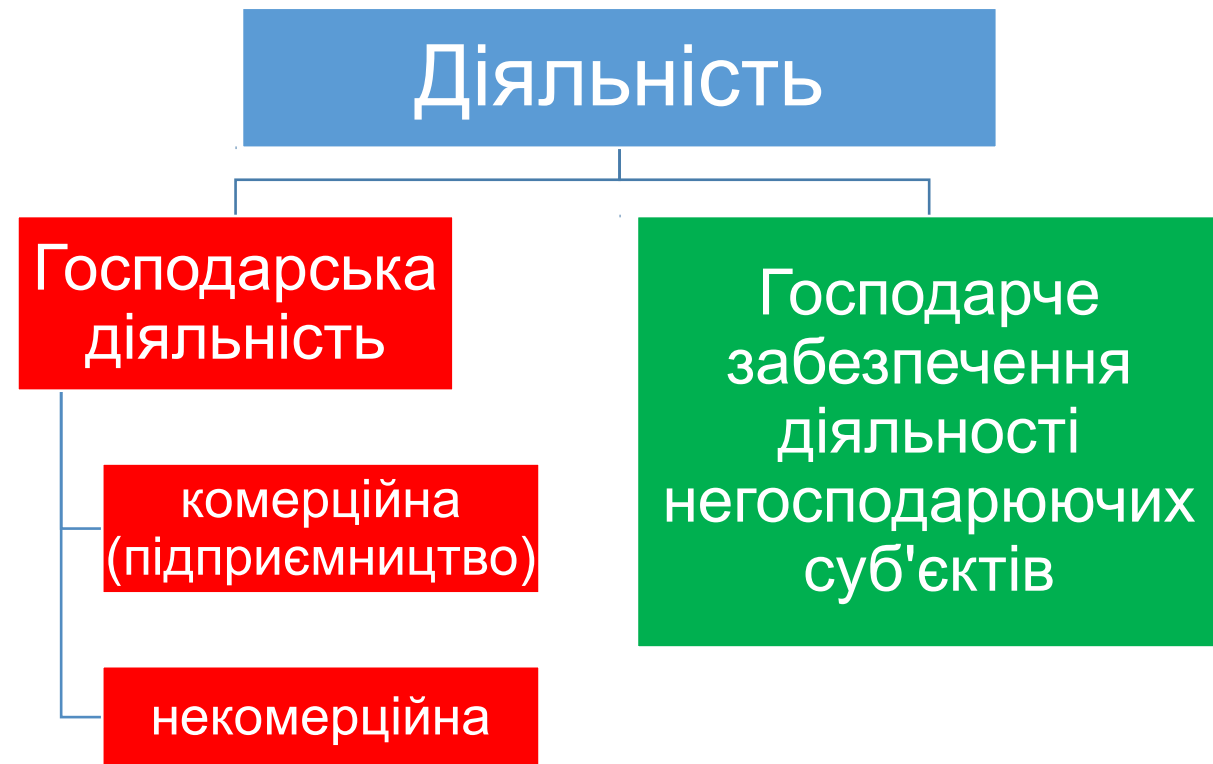 Діяльність
Господарська
діяльність
комерційна
(підприємництво)
некомерційна
Господарче
забезпечення
діяльності
негосподарюючих
суб'єктів